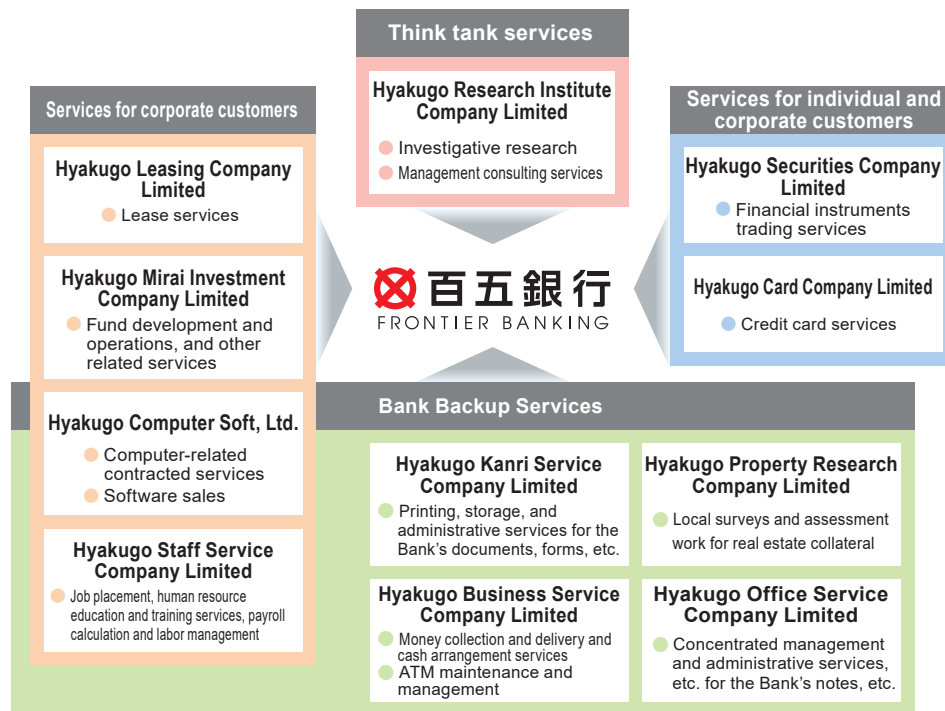 Think tank services
Hyakugo Research Institute
Company Limited
Investigative research
Management consulting services
Services for corporate customers
Hyakugo Leasing Company
Limited
Lease services
Hyakugo Mirai Investment
Company Limited
Fund development and
operations, and other
related services
Hyakugo Computer Soft, Ltd.
Computer-related
contracted services
Software sales
Hyakugo Staff Service
Company Limited
Job placement, human resource
education and training services, payroll
calculation and labor management
百五銀行
FRONTIER BANKING
Services for individual and
corporate customers
Hyakugo Securities Company
Limited
Financial instruments
trading services
Hyakugo Card Company Limited
Credit card services
Bank Backup Services
Hyakugo Kanri Service
Company Limited
Printing, storage, and
administrative services for the
Bank's documents, forms, etc.
Hyakugo Property Research
Company Limited
Local surveys and assessment
work for real estate collateral
Hyakugo Business Service
Company Limited
Money collection and delivery and
cash arrangement services
ATM maintenance and
management
Hyakugo Office Service
Company Limited
Concentrated management
and administrative services,
etc. for the Bank's notes, etc.